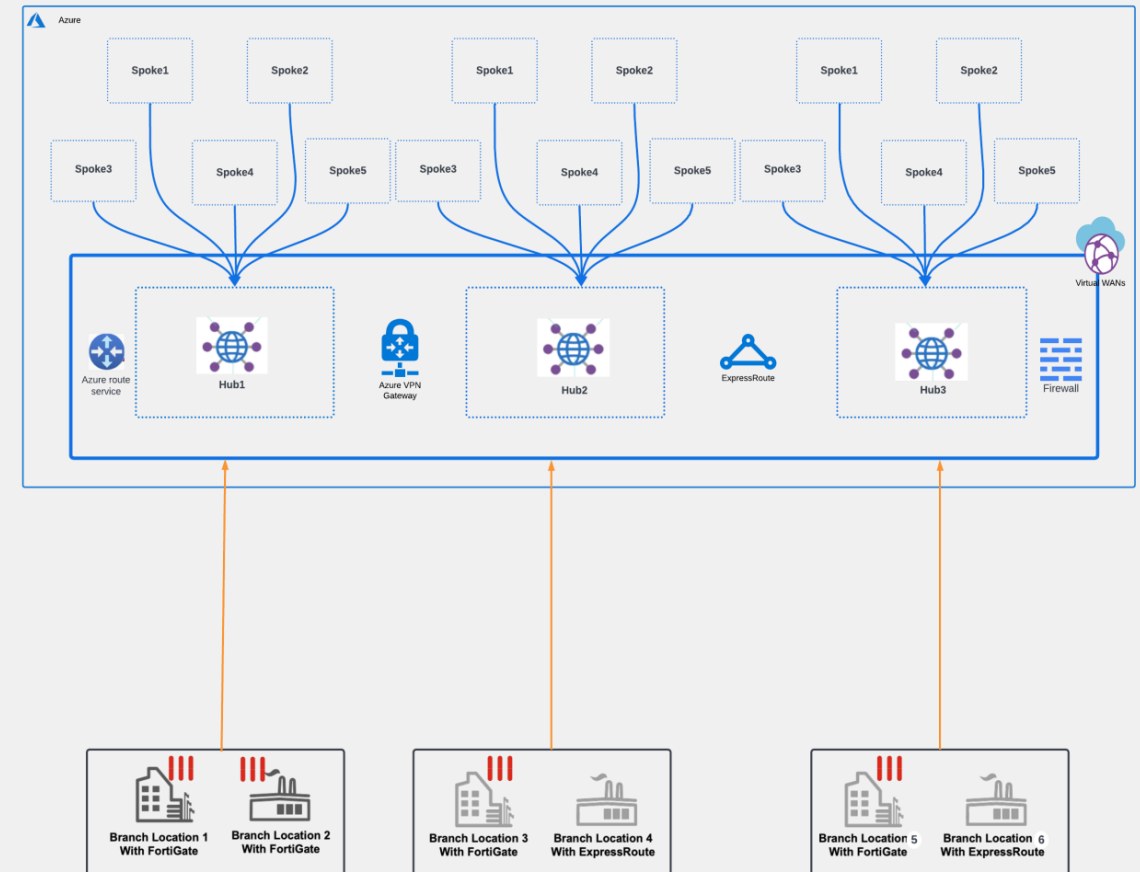 Azure
Spoke1
Spoke2
Spoke1
Spoke2
Spoke1
Spoke2
Spoke3
Spoke4
Spoke5
Spoke3
Spoke4
Spoke5
Spoke3
Spoke4
Spoke5
Virtual WANs
Azure route
service
Hub1
Azure VPN
Gateway
Hub2
ExpressRoute
Hub3
Firewall
Branch Location 1
With FortiGate
Branch Location 2
With FortiGate
Branch Location 3
With FortiGate
Branch Location 4
With ExpressRoute
Branch Location 5
With FortiGate
Branch Location 6
With ExpressRoute